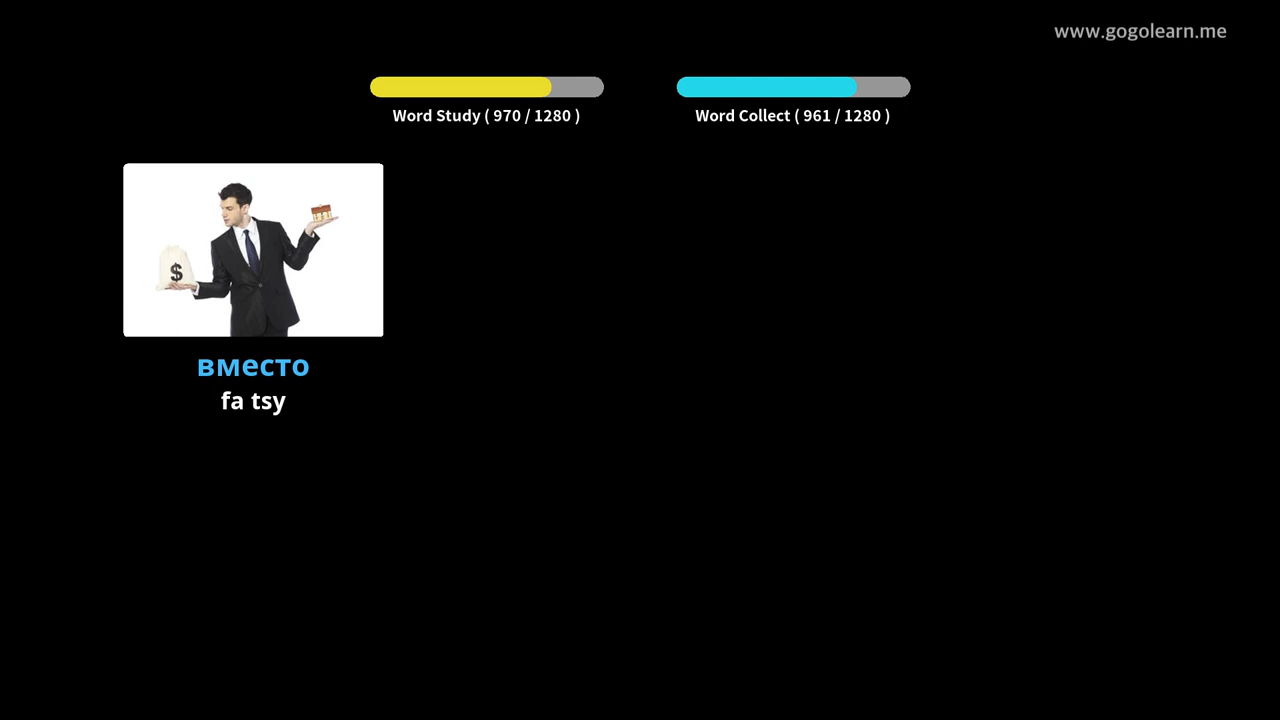 www.gogolearn.me
Word Study ( 970 / 1280 )
Word Collect ( 961 / 1280 )
$
вместо
fa tsy